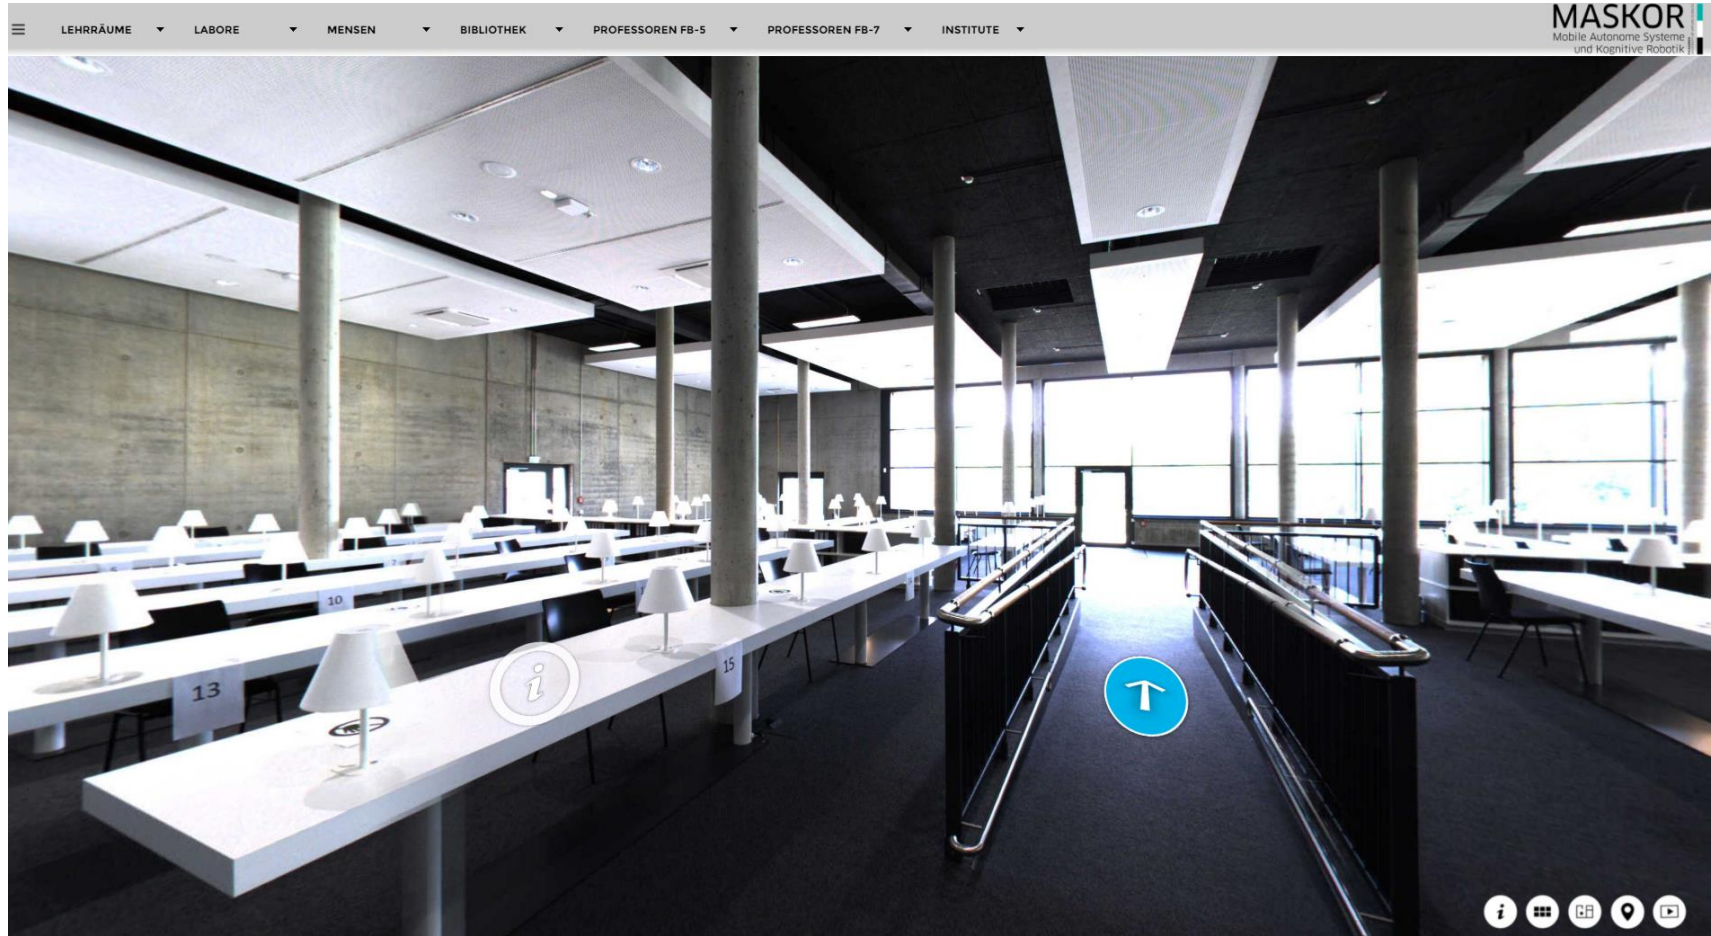 LEHRRÄUME LABORE MENSEN BIBLIOTHEK PROFESSOREN FB-5 PROFESSOREN FB-7 INSTITUTE
MASKOR
Mobile Autonome Systeme
und Kognitive Robotik
10
15
13
i
i